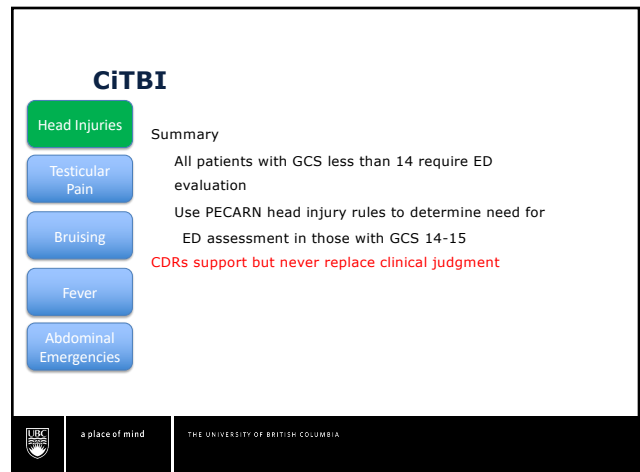 CiTBI
Head Injuries
Testicular
Pain
Bruising
Fever
Abdominal
Emergencies
Summary
All patients with GCS less than 14 require ED
evaluation
Use PECARN head injury rules to determine need for
ED assessment in those with GCS 14-15
CDRs support but never replace clinical judgment
UBC
a place of mind
THE UNIVERSITY OF BRITISH COLUMBIA